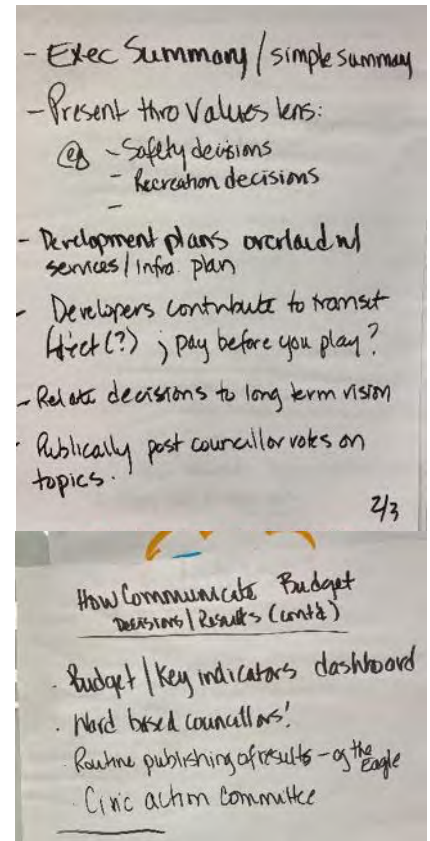 - Exec Summary / simple summary
- Present thro Values lens:
eg - Safety decisions
- Recreation decisions
-
- Development plans overlaid w/
services / Infra. plan
- Developers contribute to transit
(?) ; pay before you play?
- Relate decisions to long term vision
· Publically post councillor votes on
topics.
2/3
How Communicate Budget
Decisions / Results (contd)
· Budget / Key indicators dashboard
· Ward based councillors!
· Routine publishing of results - eg the
Eagle
· Civic action committee